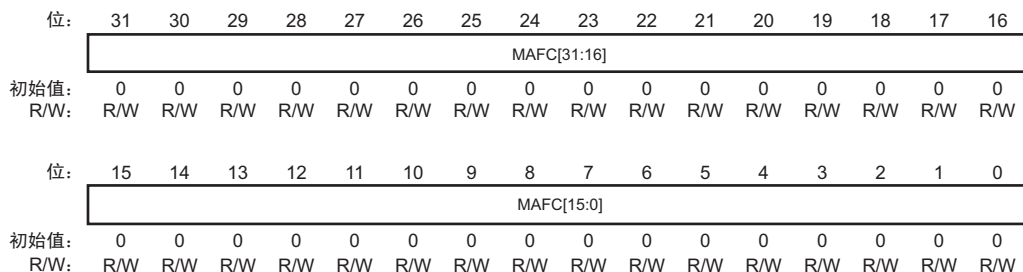 位： 31 30 29 28 27 26 25 24 23 22 21 20 19 18 17 16
MAFC[31:16]
初始值： 0 0 0 0 0 0 0 0 0 0 0 0 0 0 0 0
R/W： R/W R/W R/W R/W R/W R/W R/W R/W R/W R/W R/W R/W R/W R/W R/W R/W
位： 15 14 13 12 11 10 9 8 7 6 5 4 3 2 1 0
MAFC[15:0]
初始值： 0 0 0 0 0 0 0 0 0 0 0 0 0 0 0 0
R/W： R/W R/W R/W R/W R/W R/W R/W R/W R/W R/W R/W R/W R/W R/W R/W R/W